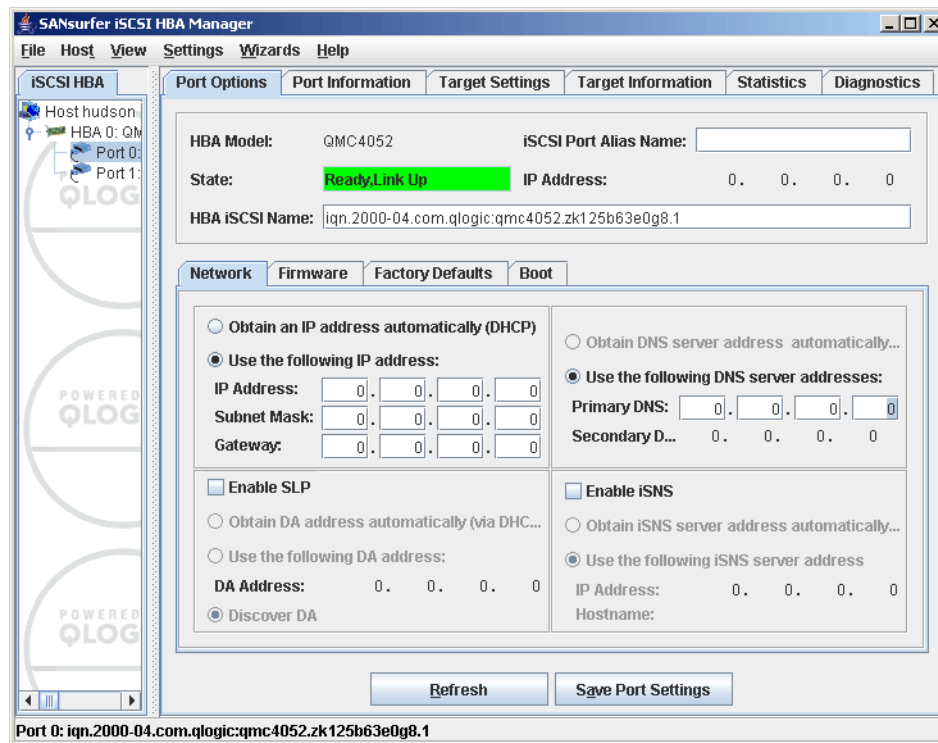 SANsurfer iSCSI HBA Manager
File Host View Settings Wizards Help
iSCSI HBA
Host hudson
HBA 0: QM
Port 0:
Port 1:
QLOG
POWERED
QLOG
POWERED
QLOG
Port Options Port Information Target Settings Target Information Statistics Diagnostics
HBA Model: QMC4052 iSCSI Port Alias Name:
State: Ready,Link Up IP Address: 0. 0. 0. 0
HBA iSCSI Name: iqn.2000-04.com.qlogic:qmc4052.zk125b63e0g8.1
Network Firmware Factory Defaults Boot
Obtain an IP address automatically (DHCP)
Use the following IP address:
IP Address: 0. 0. 0. 0
Subnet Mask: 0. 0. 0. 0
Gateway: 0. 0. 0. 0
Obtain DNS server address automatically...
Use the following DNS server addresses:
Primary DNS: 0. 0. 0. 0
Secondary D... 0. 0. 0. 0
Enable SLP
Obtain DA address automatically (via DHC...
Use the following DA address:
DA Address: 0. 0. 0. 0
Discover DA
Enable iSNS
Obtain iSNS server address automatically...
Use the following iSNS server address
IP Address: 0. 0. 0. 0
Hostname:
Refresh Save Port Settings
Port 0: iqn.2000-04.com.qlogic:qmc4052.zk125b63e0g8.1